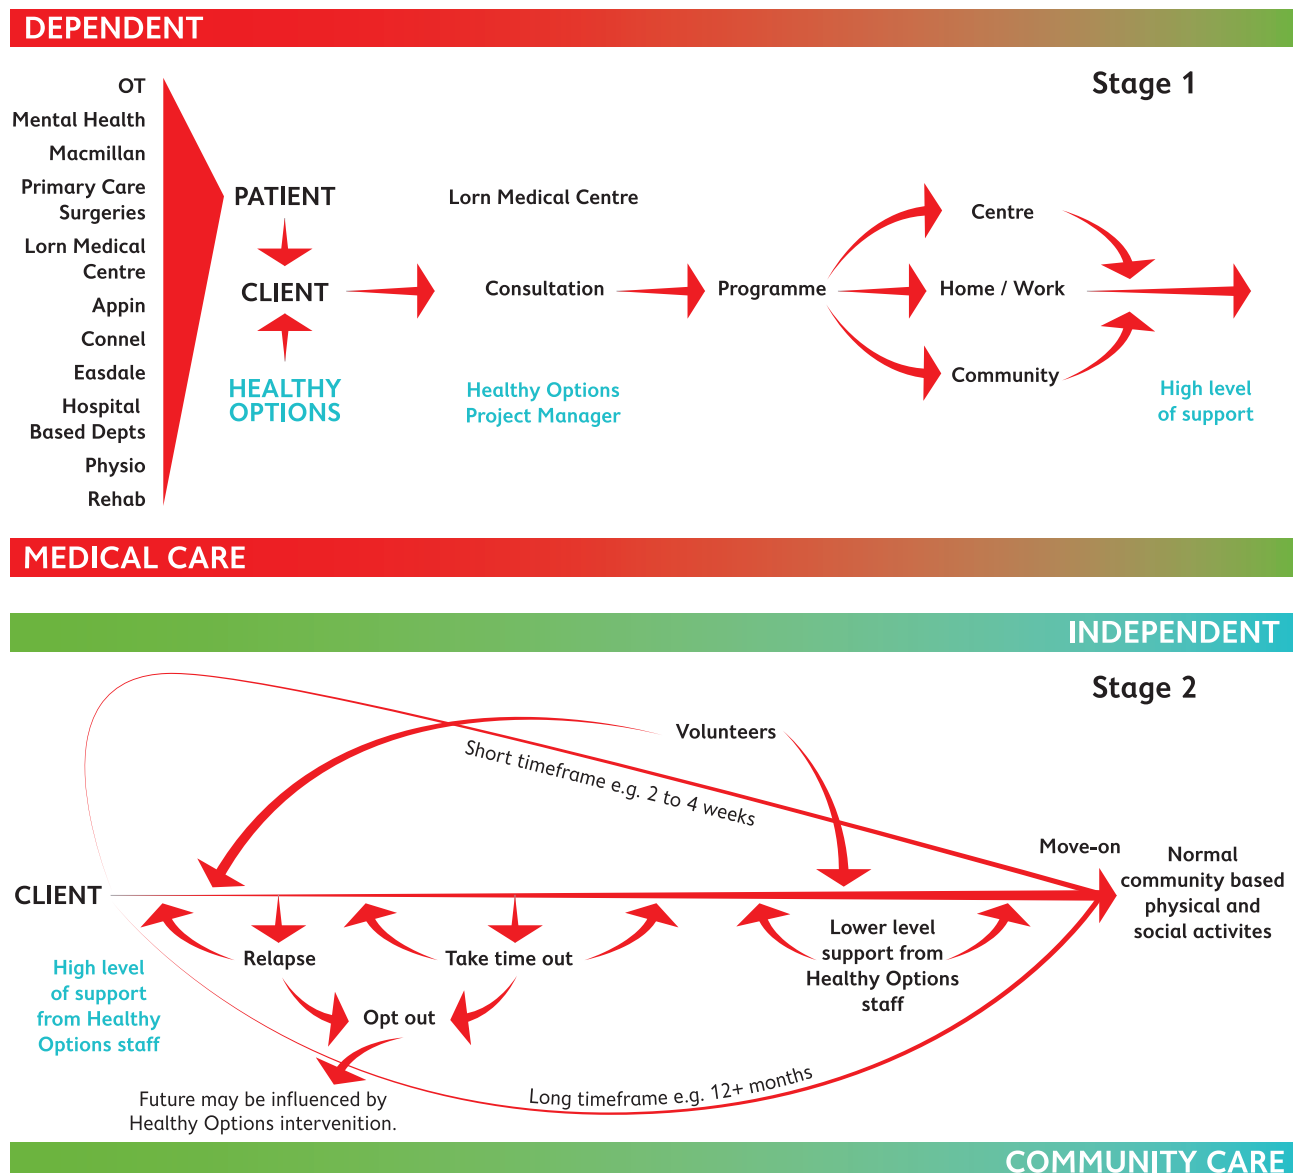 DEPENDENT
Stage 1
OT
Mental Health
Macmillan
Primary Care
Surgeries
Lorn Medical
Centre
Appin
Connel
Easdale
Hospital
Based Depts
Physio
Rehab
PATIENT
CLIENT
HEALTHY
OPTIONS
Lorn Medical Centre
Consultation
Healthy Options
Project Manager
Programme
Centre
Home / Work
Community
High level
of support
MEDICAL CARE
INDEPENDENT
Stage 2
Volunteers
Short timeframe e.g. 2 to 4 weeks
Move-on
Normal
community based
physical and
social activites
CLIENT
High level
of support
from Healthy
Options staff
Relapse
Take time out
Lower level
support from
Healthy Options
staff
Opt out
Future may be influenced by
Healthy Options intervenition.
Long timeframe e.g. 12+ months
COMMUNITY CARE